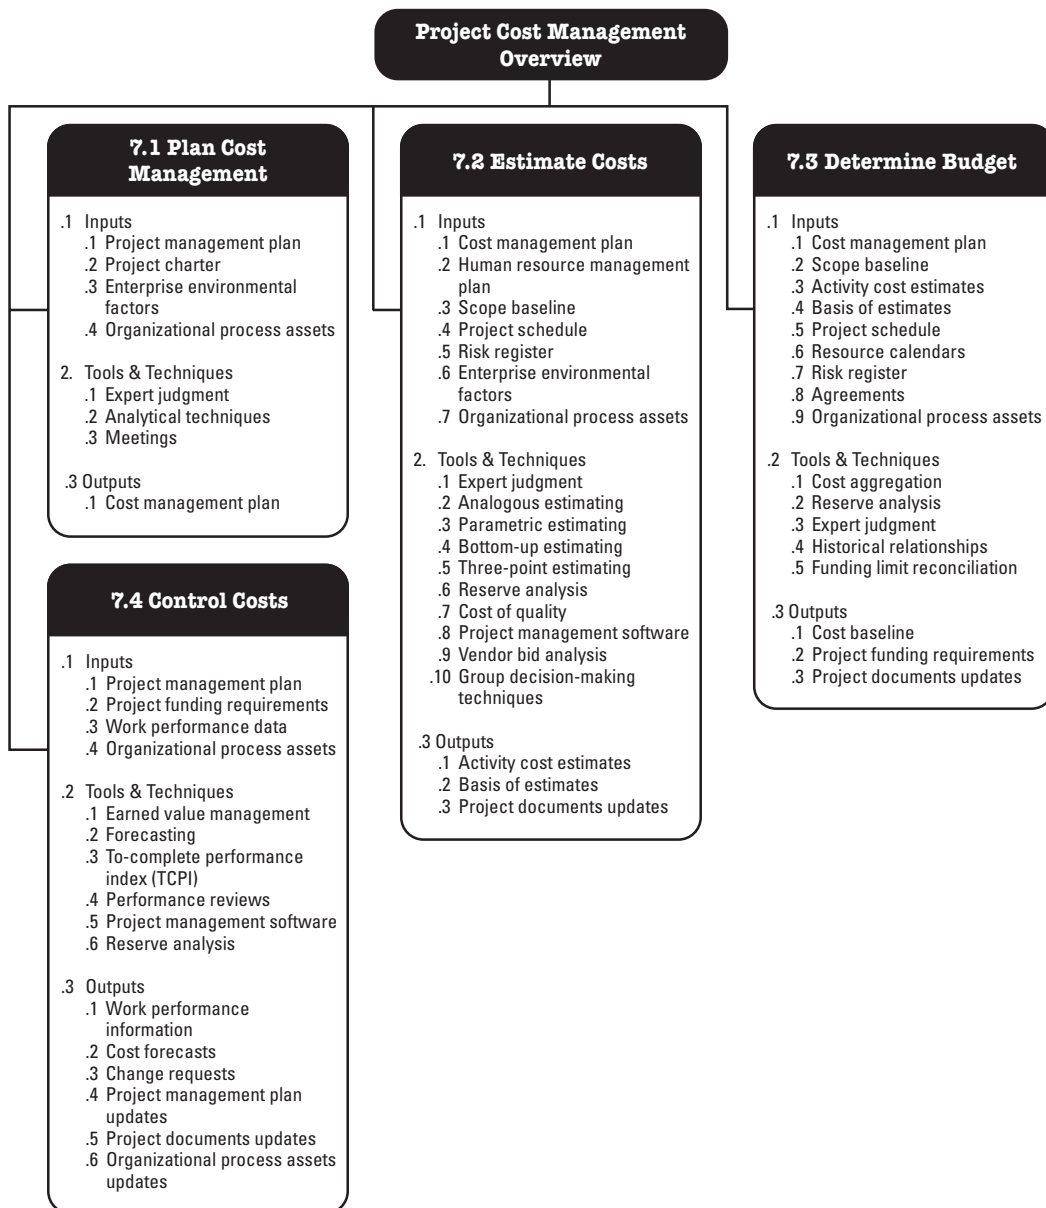 Project Cost Management
Overview
7.1 Plan Cost
Management
.1 Inputs
.1 Project management plan
.2 Project charter
.3 Enterprise environmental
factors
.4 Organizational process assets
2. Tools & Techniques
.1 Expert judgment
.2 Analytical techniques
.3 Meetings
.3 Outputs
.1 Cost management plan
7.2 Estimate Costs
.1 Inputs
.1 Cost management plan
.2 Human resource management
plan
.3 Scope baseline
.4 Project schedule
.5 Risk register
.6 Enterprise environmental
factors
.7 Organizational process assets
2. Tools & Techniques
.1 Expert judgment
.2 Analogous estimating
.3 Parametric estimating
.4 Bottom-up estimating
.5 Three-point estimating
.6 Reserve analysis
.7 Cost of quality
.8 Project management software
.9 Vendor bid analysis
.10 Group decision-making
techniques
.3 Outputs
.1 Activity cost estimates
.2 Basis of estimates
.3 Project documents updates
7.3 Determine Budget
.1 Inputs
.1 Cost management plan
.2 Scope baseline
.3 Activity cost estimates
.4 Basis of estimates
.5 Project schedule
.6 Resource calendars
.7 Risk register
.8 Agreements
.9 Organizational process assets
.2 Tools & Techniques
.1 Cost aggregation
.2 Reserve analysis
.3 Expert judgment
.4 Historical relationships
.5 Funding limit reconciliation
.3 Outputs
.1 Cost baseline
.2 Project funding requirements
.3 Project documents updates
7.4 Control Costs
.1 Inputs
.1 Project management plan
.2 Project funding requirements
.3 Work performance data
.4 Organizational process assets
.2 Tools & Techniques
.1 Earned value management
.2 Forecasting
.3 To-complete performance
index (TCPI)
.4 Performance reviews
.5 Project management software
.6 Reserve analysis
.3 Outputs
.1 Work performance
information
.2 Cost forecasts
.3 Change requests
.4 Project management plan
updates
.5 Project documents updates
.6 Organizational process assets
updates